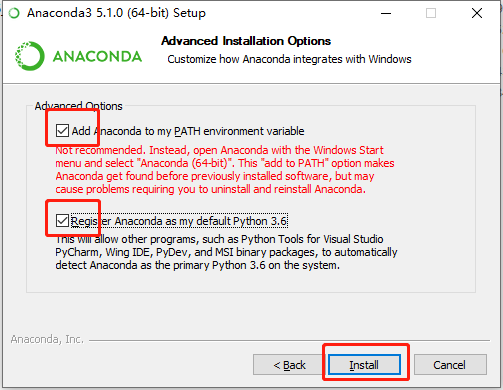 Anaconda3 5.1.0 (64-bit) Setup
Advanced Installation Options
ANACONDA
Customize how Anaconda integrates with Windows
Advanced Options
Add Anaconda to my PATH environment variable
Not recommended. Instead, open Anaconda with the Windows Start
menu and select "Anaconda (64-bit)". This "add to PATH" option makes
Anaconda get found before previously installed software, but may
cause problems requiring you to uninstall and reinstall Anaconda.
Register Anaconda as my default Python 3.6
This will allow other programs, such as Python Tools for Visual Studio
PyCharm, Wing IDE, PyDev, and MSI binary packages, to automatically
detect Anaconda as the primary Python 3.6 on the system.
Anaconda, Inc.
< Back
Install
Cancel